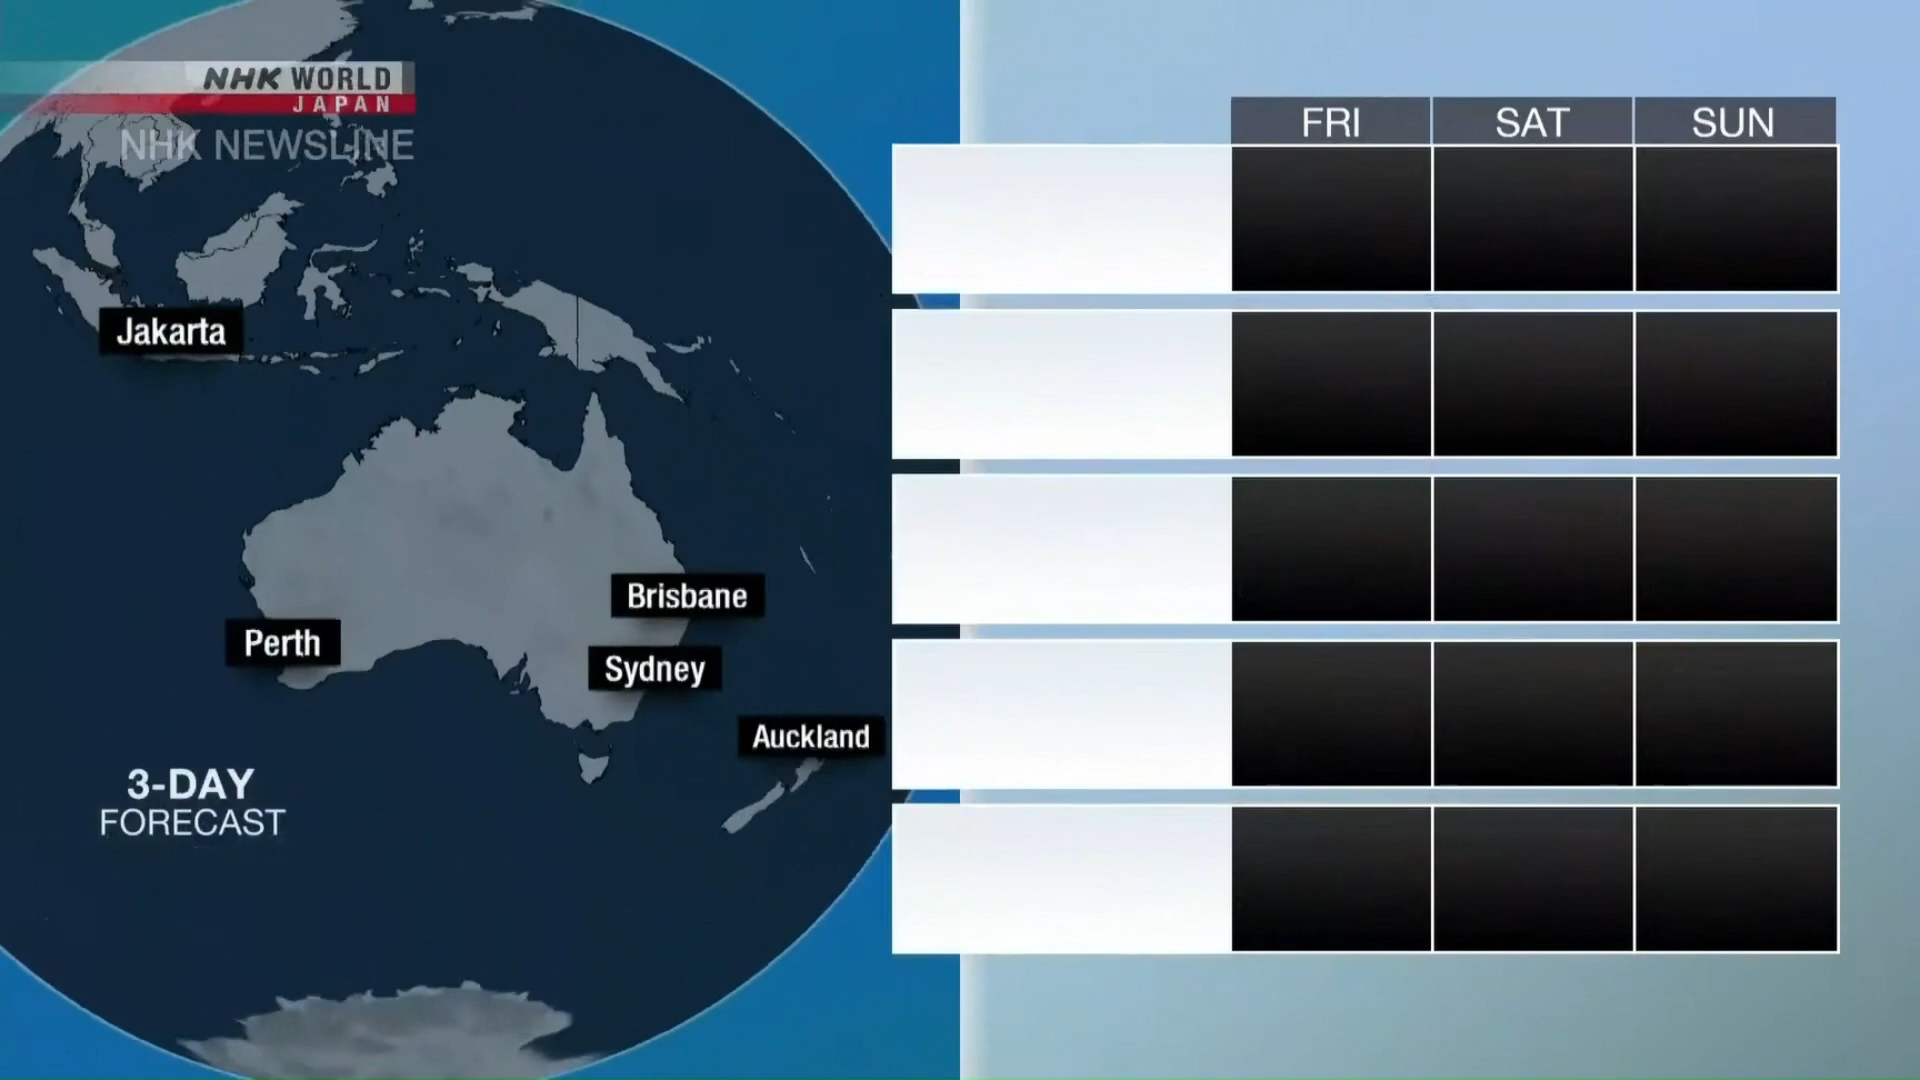 NHK WORLD
JAPAN
NHK NEWSLINE
FRI SAT SUN
Jakarta
Brisbane
Perth
Sydney
Auckland
3-DAY
FORECAST